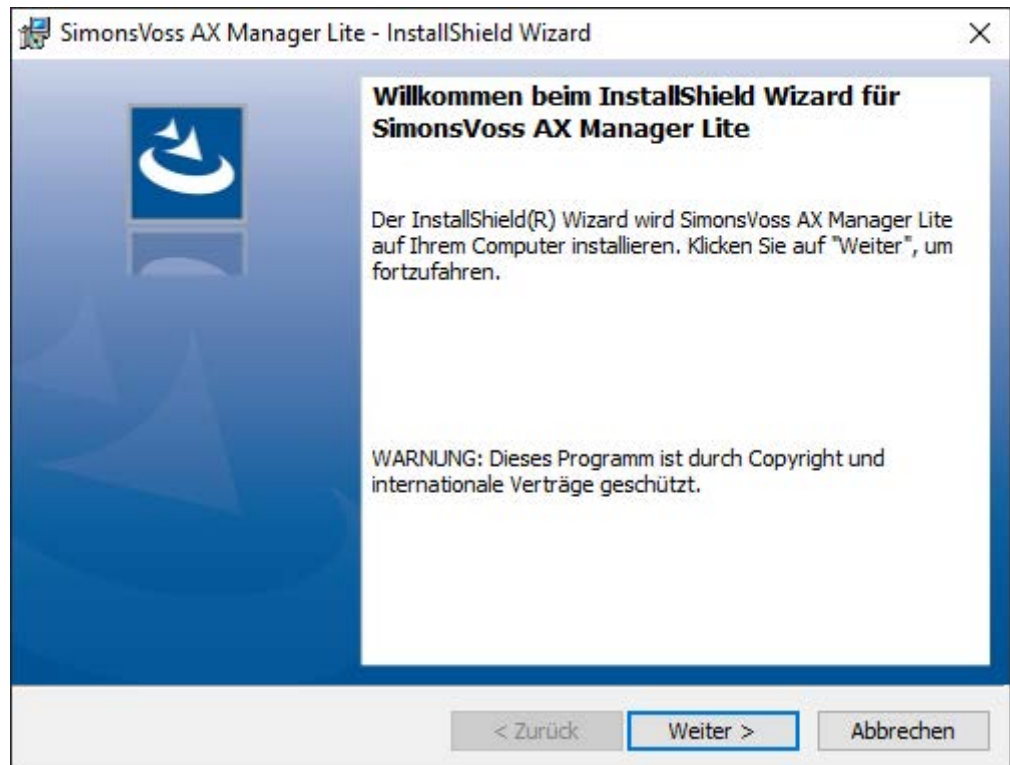 SimonsVoss AX Manager Lite - InstallShield Wizard
Willkommen beim InstallShield Wizard für
SimonsVoss AX Manager Lite
Der InstallShield(R) Wizard wird SimonsVoss AX Manager Lite
auf Ihrem Computer installieren. Klicken Sie auf "Weiter", um
fortzufahren.
WARNUNG: Dieses Programm ist durch Copyright und
internationale Verträge geschützt.
< Zurück
Weiter >
Abbrechen